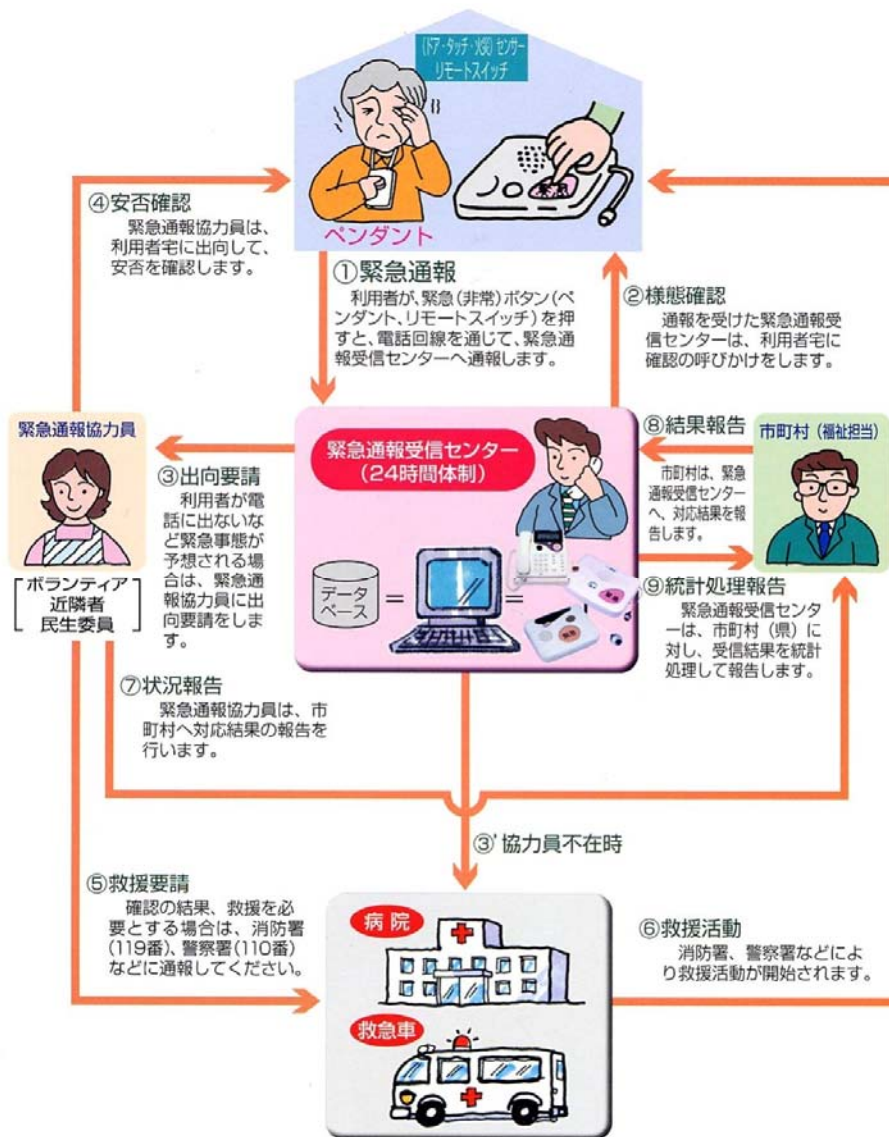 (ドア・タッチ・火災)センサー
リモートスイッチ
緊急
ペンダント
④安否確認
緊急通報協力員は、
利用者宅に出向して、
安否を確認します。
①緊急通報
利用者が、緊急(非常)ボタン(ペ
ンダント、リモートスイッチ)を押
すと、電話回線を通じて、緊急通
報受信センターへ通報します。
②様態確認
通報を受けた緊急通報受
信センターは、利用者宅に
確認の呼びかけをします。
緊急通報協力員
[ボランティア
近隣者
民生委員]
③出向要請
利用者が電
話に出ないな
ど緊急事態が
予想される場
合は、緊急通
報協力員に出
向要請をしま
す。
緊急通報受信センター
(24時間体制)
データ
ベース
=
=
⑧結果報告
市町村は、緊急
通報受信センター
へ、対応結果を報
告します。
市町村(福祉担当)
⑨統計処理報告
緊急通報受信センタ
ーは、市町村(県)に
対し、受信結果を統計
処理して報告します。
⑦状況報告
緊急通報協力員は、市
町村へ対応結果の報告を
行います。
③'協力員不在時
⑤救援要請
確認の結果、救援を必
要とする場合は、消防署
(119番)、警察署(110番)
などに通報してください。
病院
救急車
⑥救援活動
消防署、警察署などによ
り救援活動が開始されます。